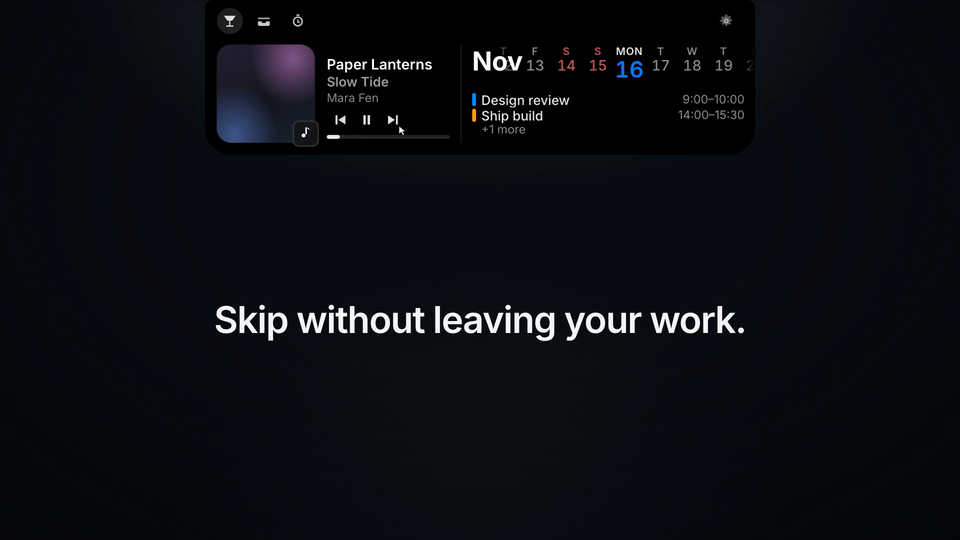 Paper Lanterns
Slow Tide
Mara Fen
Nov
T F S S MON T W T
13 14 15 16 17 18 19
Design review 9:00–10:00
Ship build 14:00–15:30
+1 more
Skip without leaving your work.